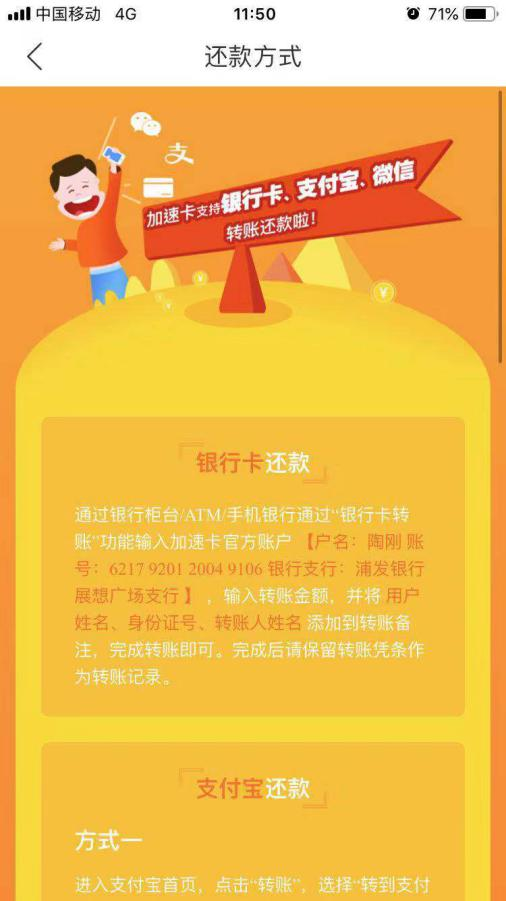 中国移动 4G 11:50 71%
还款方式
支
加速卡支持银行卡、支付宝、微信
转账还款啦!
¥
¥
银行卡还款
通过银行柜台/ATM/手机银行通过“银行卡转
账”功能输入加速卡官方账户 【户名：陶刚 账
号：6217 9201 2004 9106 银行支行：浦发银行
展想广场支行 】 ，输入转账金额，并将 用户
姓名、身份证号、转账人姓名 添加到转账备
注，完成转账即可。完成后请保留转账凭条作
为转账记录。
支付宝还款
方式一
进入支付宝首页，点击“转账”，选择“转到支付